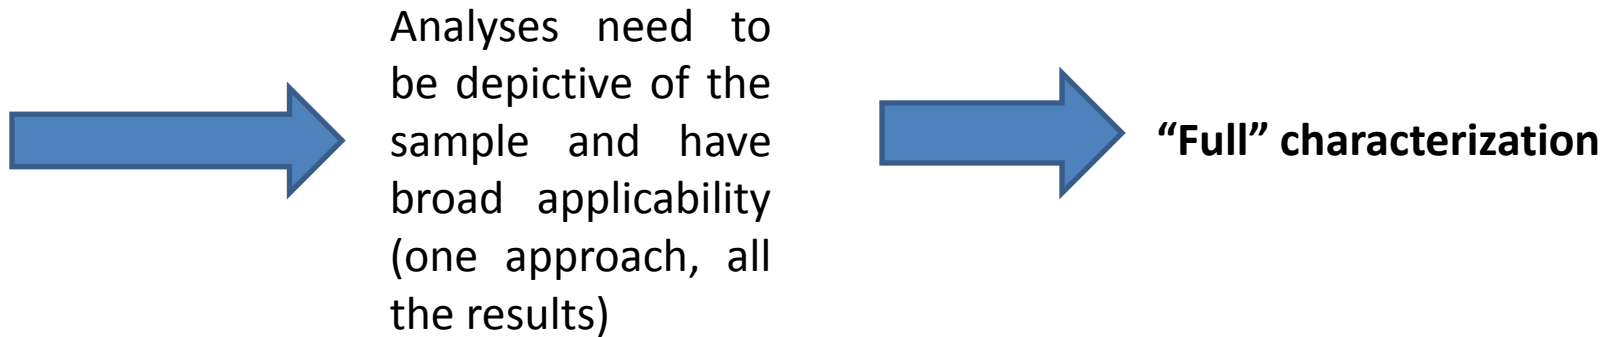 Analyses need to
be depictive of the
sample and have
broad applicability
(one approach, all
the results)
“Full” characterization